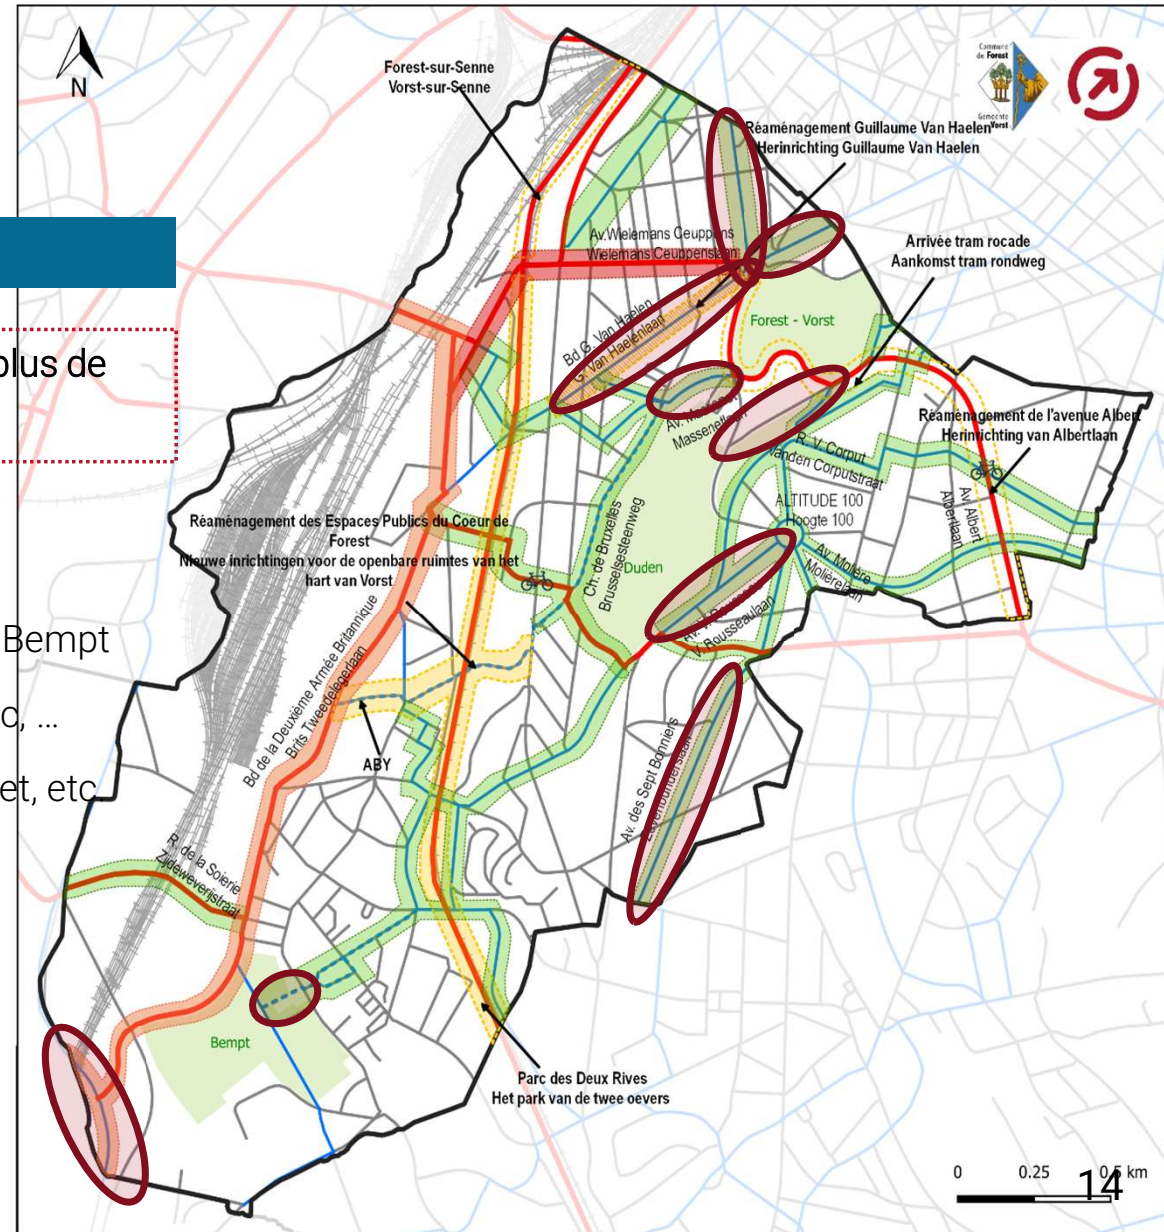 N
Forest-sur-Senne
Vorst-sur-Senne
Commune
de Forest
Gemeente
Vorst
Réaménagement Guillaume Van Haelen
Herinrichting Guillaume Van Haelen
Av.Wielemans Ceuppens
Wielemans Ceuppenslaan
Arrivée tram rocade
Aankomst tram rondweg
Bd G. Van Haelen
G. Van Haelenlaan
Forest - Vorst
plus de
Av. Massenet
Massenetlaan
Réaménagement de l'avenue Albert
Herinrichting van Albertlaan
R. V. Corput
Vanden Corputstraat
ALTITUDE 100
Hoogte 100
Av. Albert
Albertlaan
Réaménagement des Espaces Publics du Coeur de
Forest
Nieuwe inrichtingen voor de openbare ruimtes van het
hart van Vorst
Ch. de Bruxelles
Brusselsesteenweg
Duden
Av. Molière
Molièrelaan
V. Rousseaulaan
Bempt
c, ...
et, etc.
Bd de la Deuxième Armée Britannique
Brits Tweedelegerlaan
ABY
Av. des Sept Bonniers
Zevenbunderslaan
R. de la Soierie
Zijdeweverijstraat
Bempt
Parc des Deux Rives
Het park van de twee oevers
0 0.25 0.5 km
14